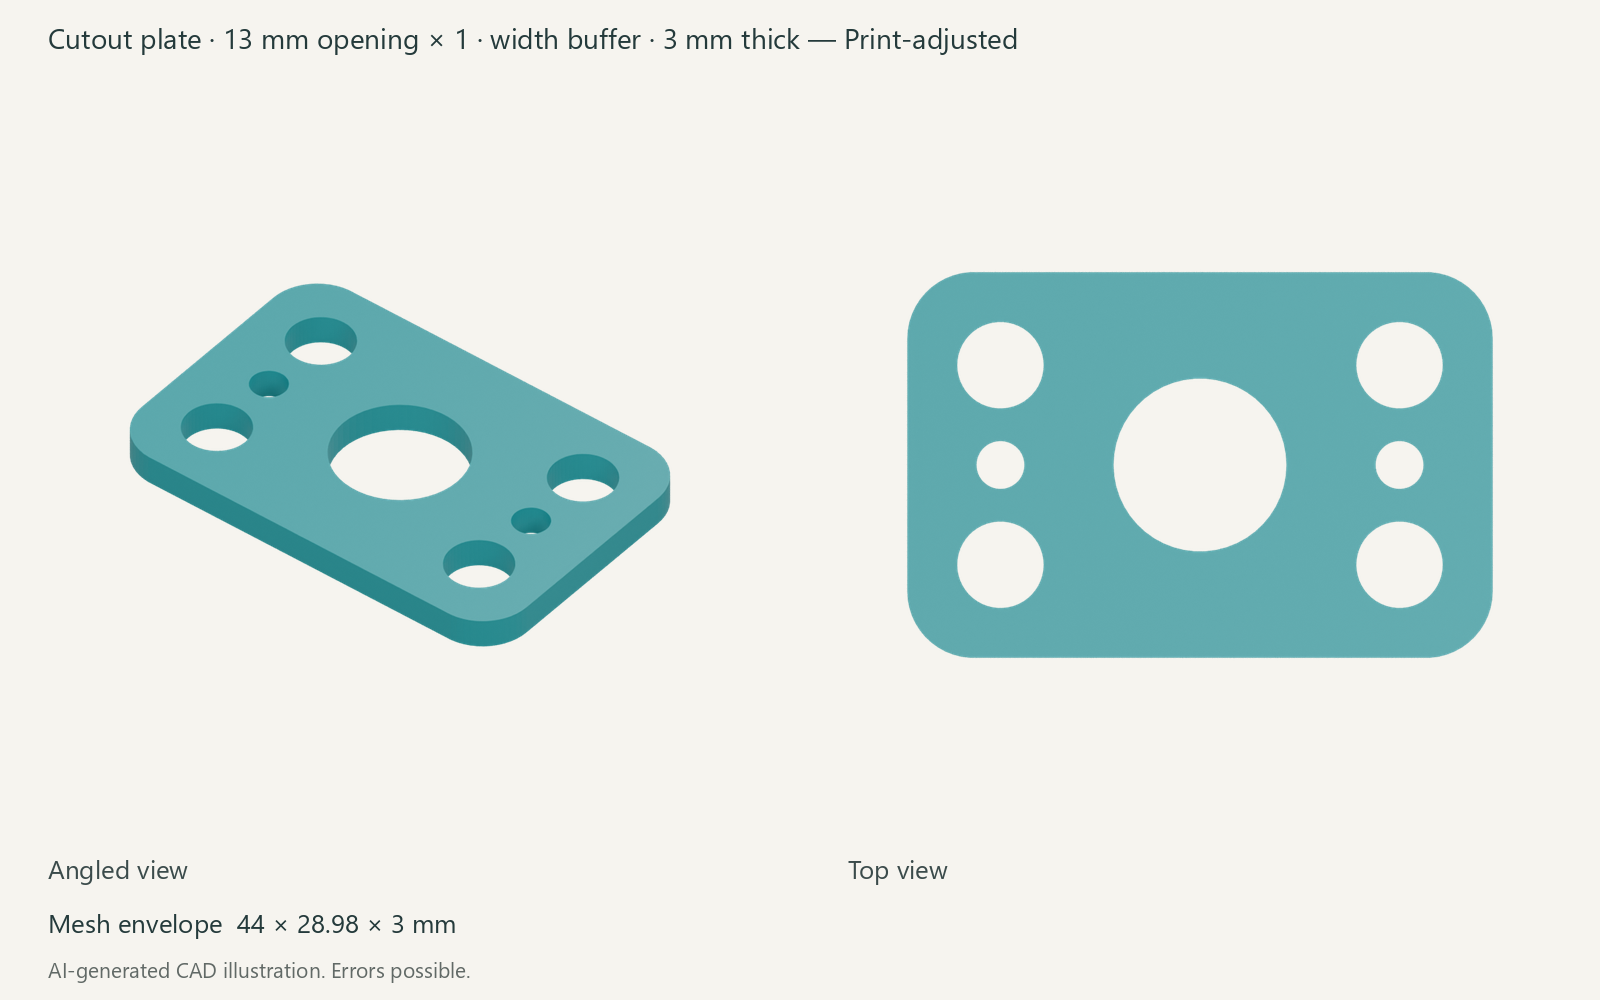 Cutout plate · 13 mm opening × 1 · width buffer · 3 mm thick — Print-adjusted
Angled view
Top view
Mesh envelope  44 × 28.98 × 3 mm
AI-generated CAD illustration. Errors possible.